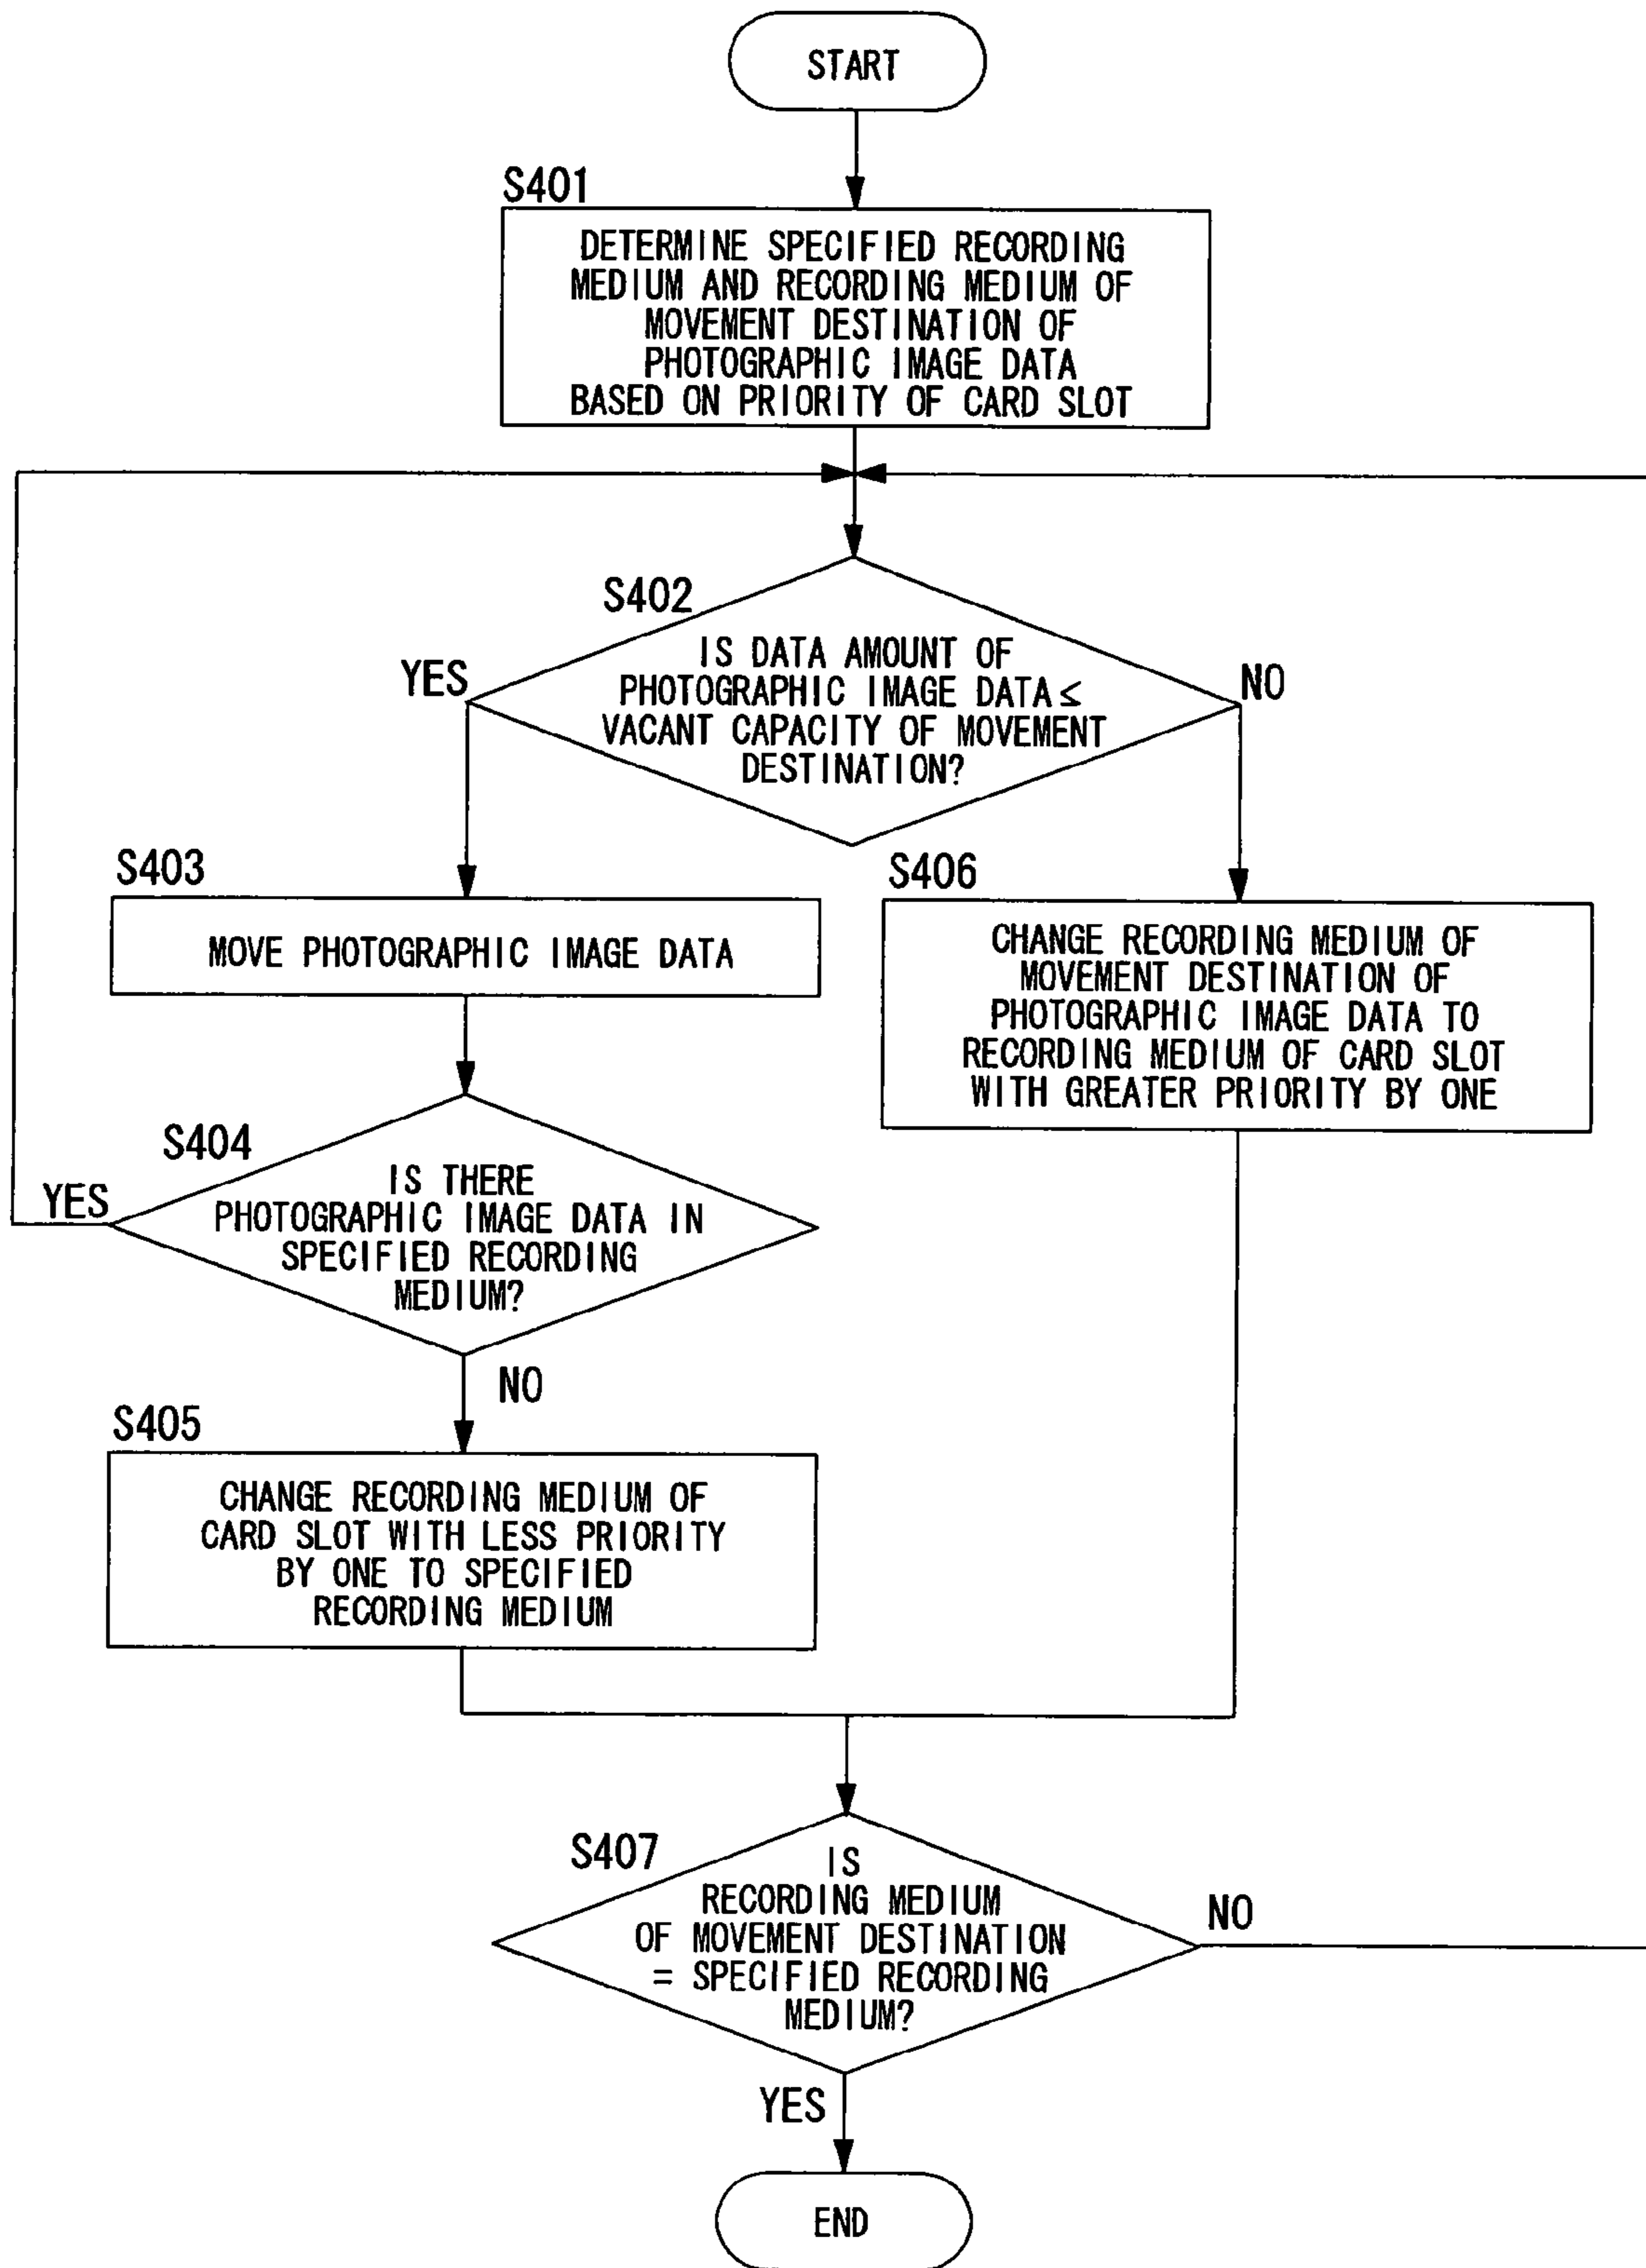 START
S401
DETERMINE SPECIFIED RECORDING
MEDIUM AND RECORDING MEDIUM OF
MOVEMENT DESTINATION OF
PHOTOGRAPHIC IMAGE DATA
BASED ON PRIORITY OF CARD SLOT
S402
IS DATA AMOUNT OF
PHOTOGRAPHIC IMAGE DATA≤
VACANT CAPACITY OF MOVEMENT
DESTINATION?
YES
NO
S403
MOVE PHOTOGRAPHIC IMAGE DATA
S406
CHANGE RECORDING MEDIUM OF
MOVEMENT DESTINATION OF
PHOTOGRAPHIC IMAGE DATA TO
RECORDING MEDIUM OF CARD SLOT
WITH GREATER PRIORITY BY ONE
S404
IS THERE
PHOTOGRAPHIC IMAGE DATA IN
SPECIFIED RECORDING
MEDIUM?
YES
NO
S405
CHANGE RECORDING MEDIUM OF
CARD SLOT WITH LESS PRIORITY
BY ONE TO SPECIFIED
RECORDING MEDIUM
S407
IS
RECORDING MEDIUM
OF MOVEMENT DESTINATION
= SPECIFIED RECORDING
MEDIUM?
NO
YES
END